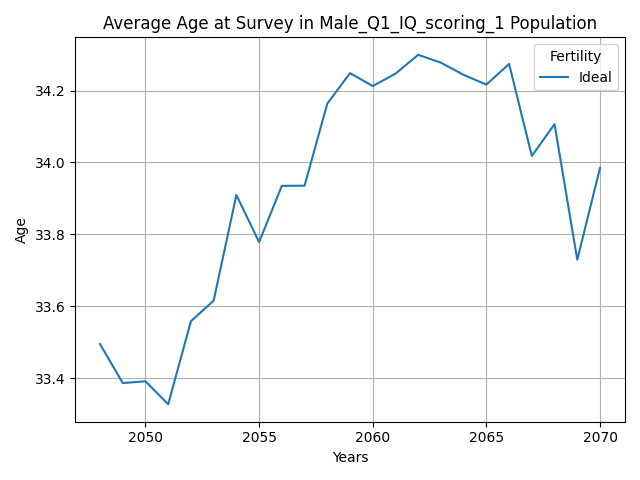 Average Age at Survey in Male_Q1_IQ_scoring_1 Population
Fertility
Ideal
Age
34.2
34.0
33.8
33.6
33.4
2050 2055 2060 2065 2070
Years